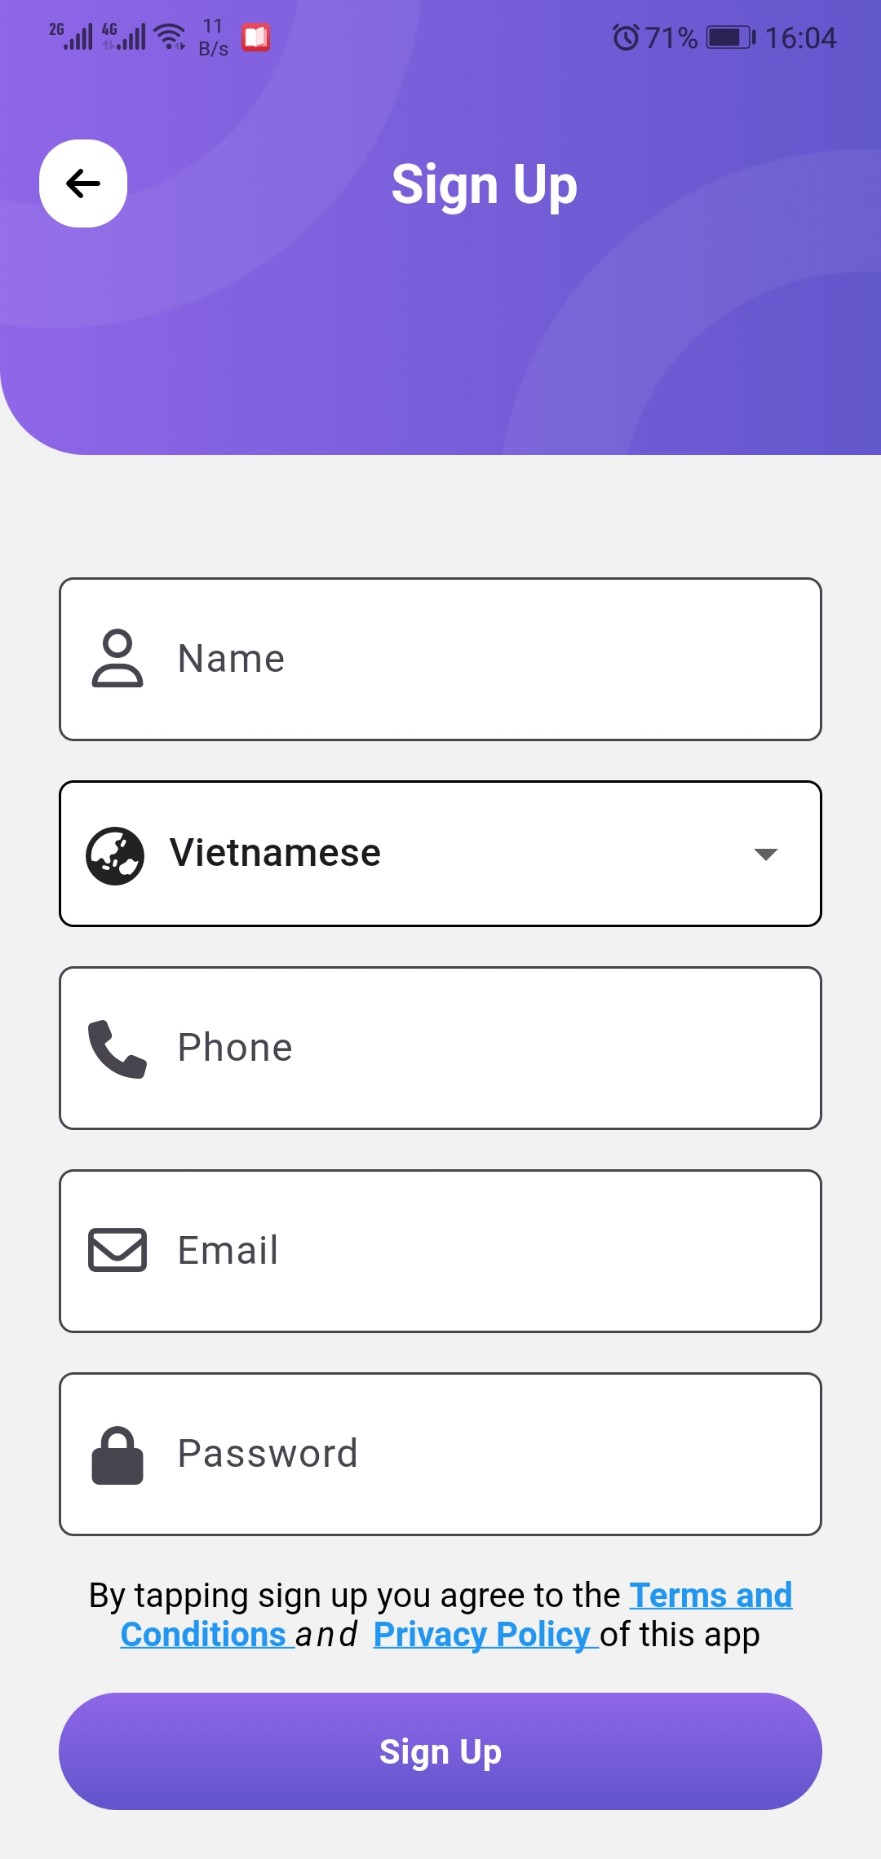 2G 4G 11 B/s 71% 16:04
Sign Up
Name
Vietnamese
Phone
Email
Password
By tapping sign up you agree to the Terms and
Conditions and Privacy Policy of this app
Sign Up